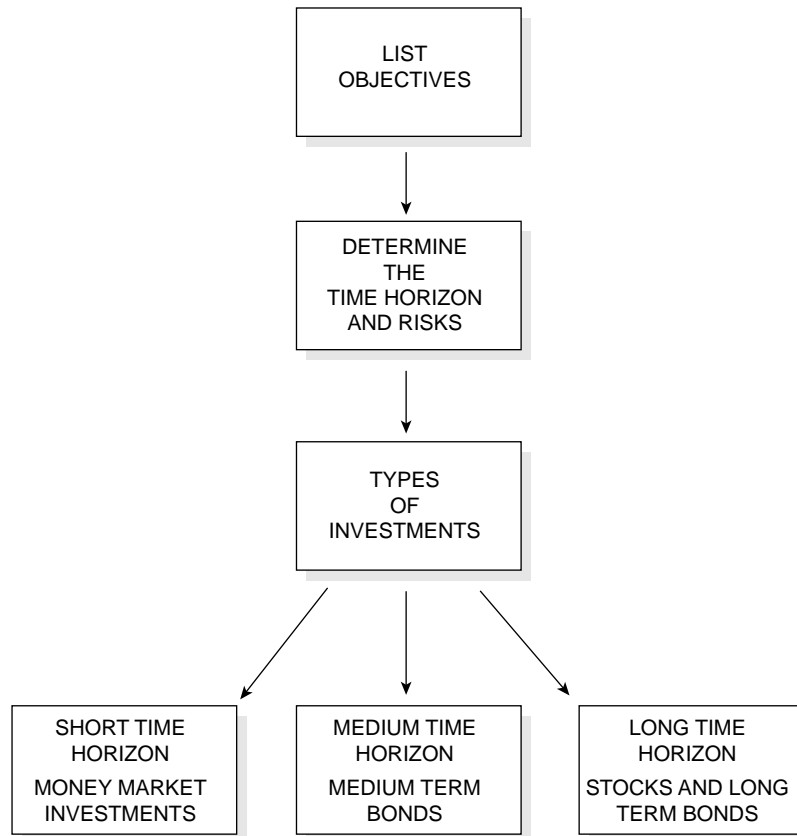 LIST
OBJECTIVES
DETERMINE
THE
TIME HORIZON
AND RISKS
TYPES
OF
INVESTMENTS
SHORT TIME
HORIZON
MONEY MARKET
INVESTMENTS
MEDIUM TIME
HORIZON
MEDIUM TERM
BONDS
LONG TIME
HORIZON
STOCKS AND LONG
TERM BONDS